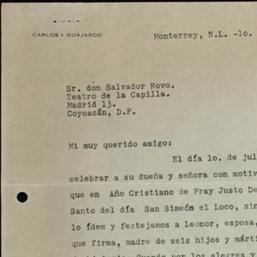 CARLOS F. GUAJARDO
Monterrey, N.L. -1o.
Sr. don Salvador Novo.
Teatro de la Capilla.
Madrid 13.
Coyoacán, D.F.
Mi muy querido amigo:
El día 1o. de jul
celebrar a su dueña y señora con motiv
que en Año Cristiano de Fray Justo De
Santo del día San Simeón el Loco, sin
lo ídem y festejamos a Leonor, esposa,
que firma, madre de seis hijos y márti